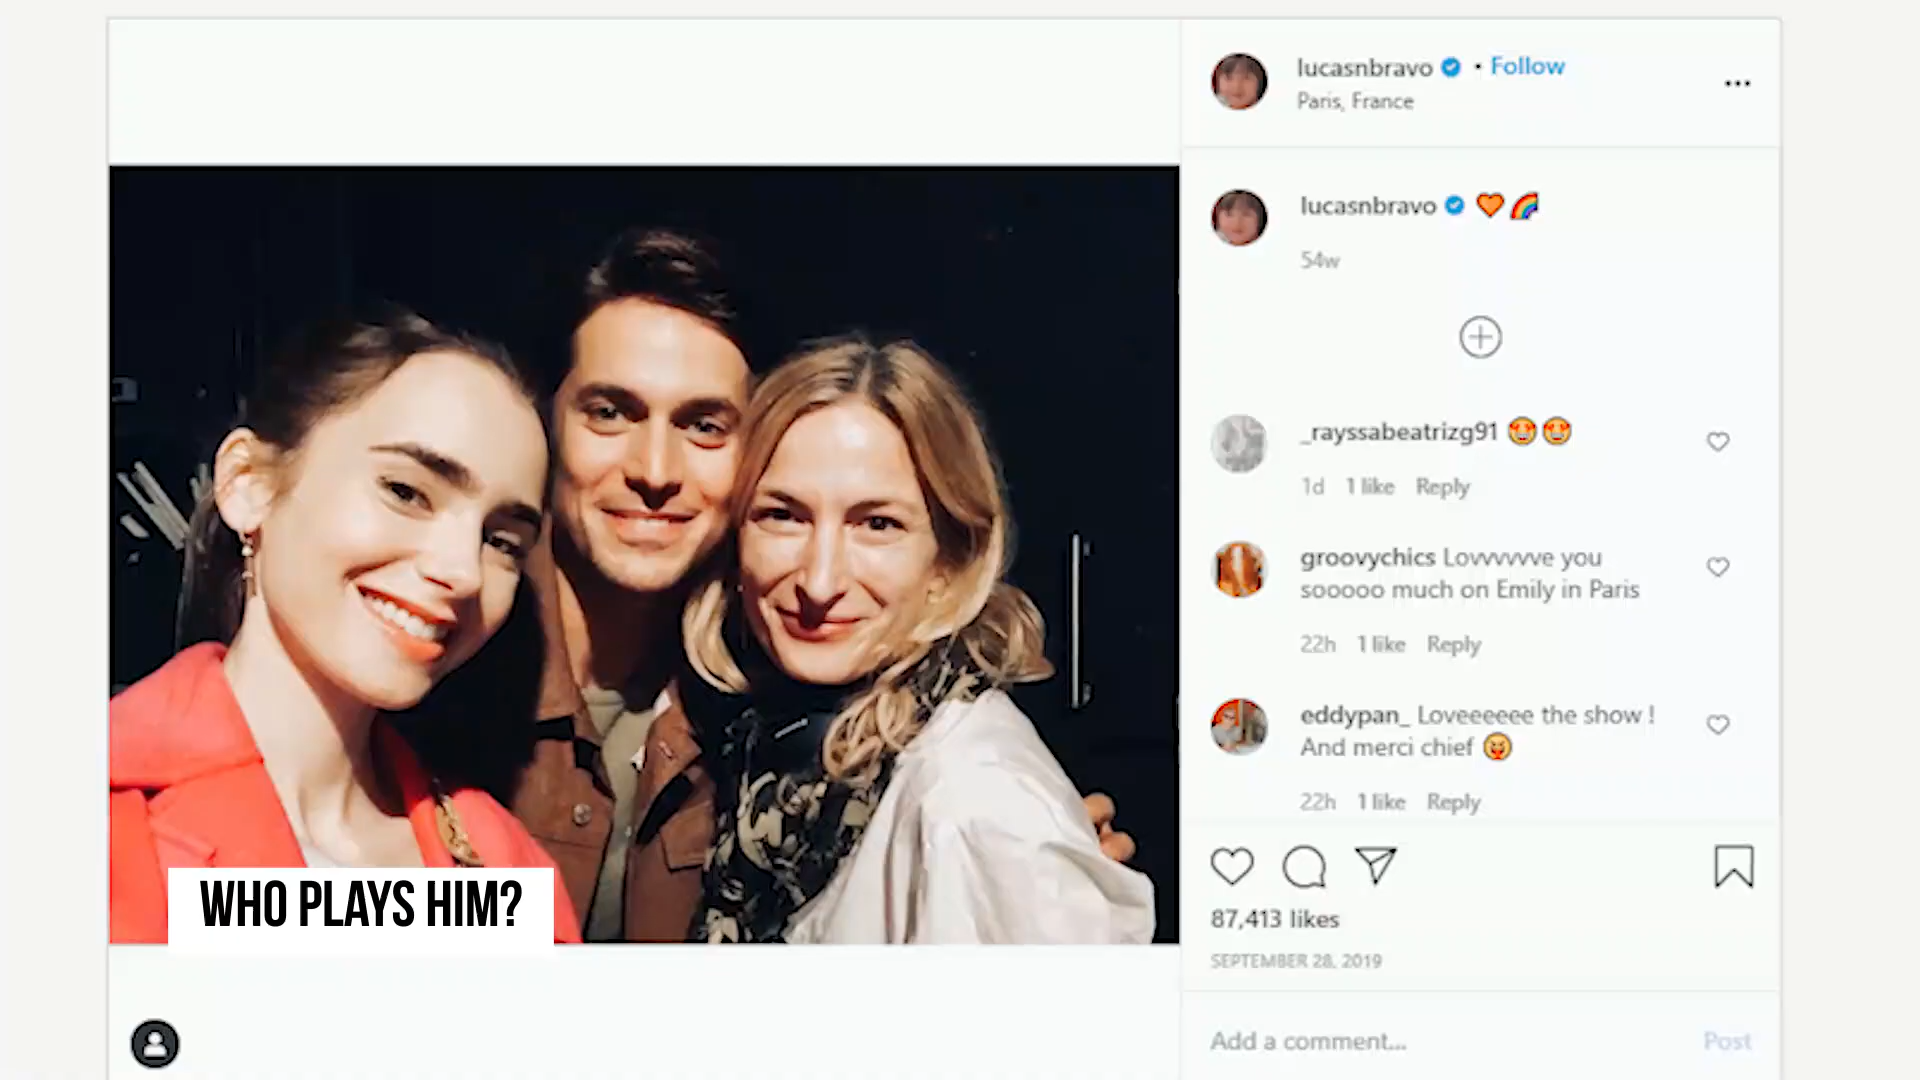 lucasnbravo • Follow
Paris, France
lucasnbravo 🧡🌈
54w
_rayssabeatrizg91 🤩🤩
1d 1 like Reply
groovychics Lovvvvvve you
sooooo much on Emily in Paris
22h 1 like Reply
eddypan_ Loveeeeee the show !
And merci chief 😝
22h 1 like Reply
87,413 likes
SEPTEMBER 28, 2019
Add a comment... Post
WHO PLAYS HIM?